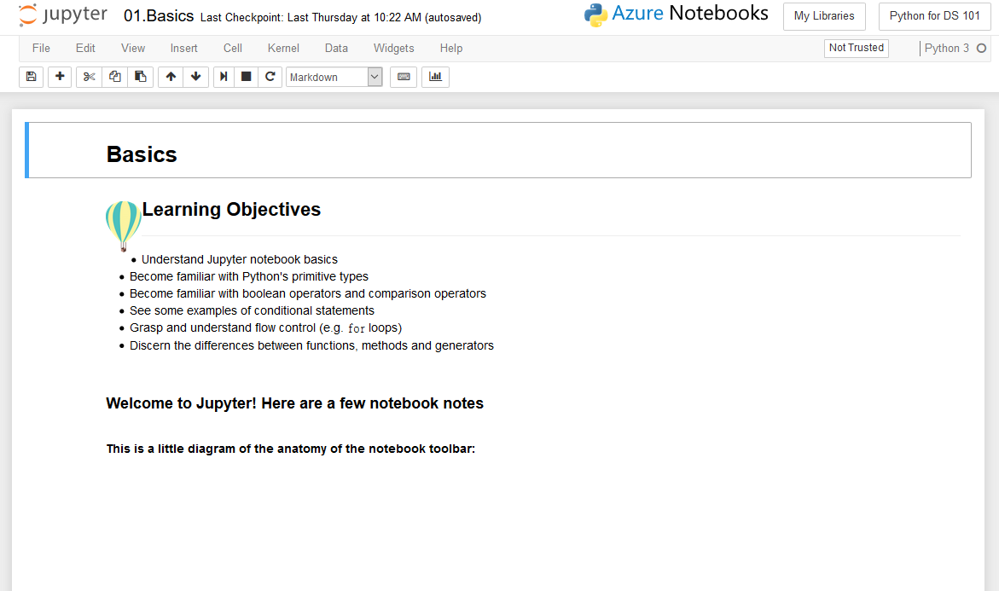 jupyter 01.Basics Last Checkpoint: Last Thursday at 10:22 AM (autosaved) Azure Notebooks My Libraries Python for DS 101
File Edit View Insert Cell Kernel Data Widgets Help Not Trusted Python 3
Markdown
Basics
Learning Objectives
• Understand Jupyter notebook basics
• Become familiar with Python's primitive types
• Become familiar with boolean operators and comparison operators
• See some examples of conditional statements
• Grasp and understand flow control (e.g. for loops)
• Discern the differences between functions, methods and generators
Welcome to Jupyter! Here are a few notebook notes
This is a little diagram of the anatomy of the notebook toolbar: